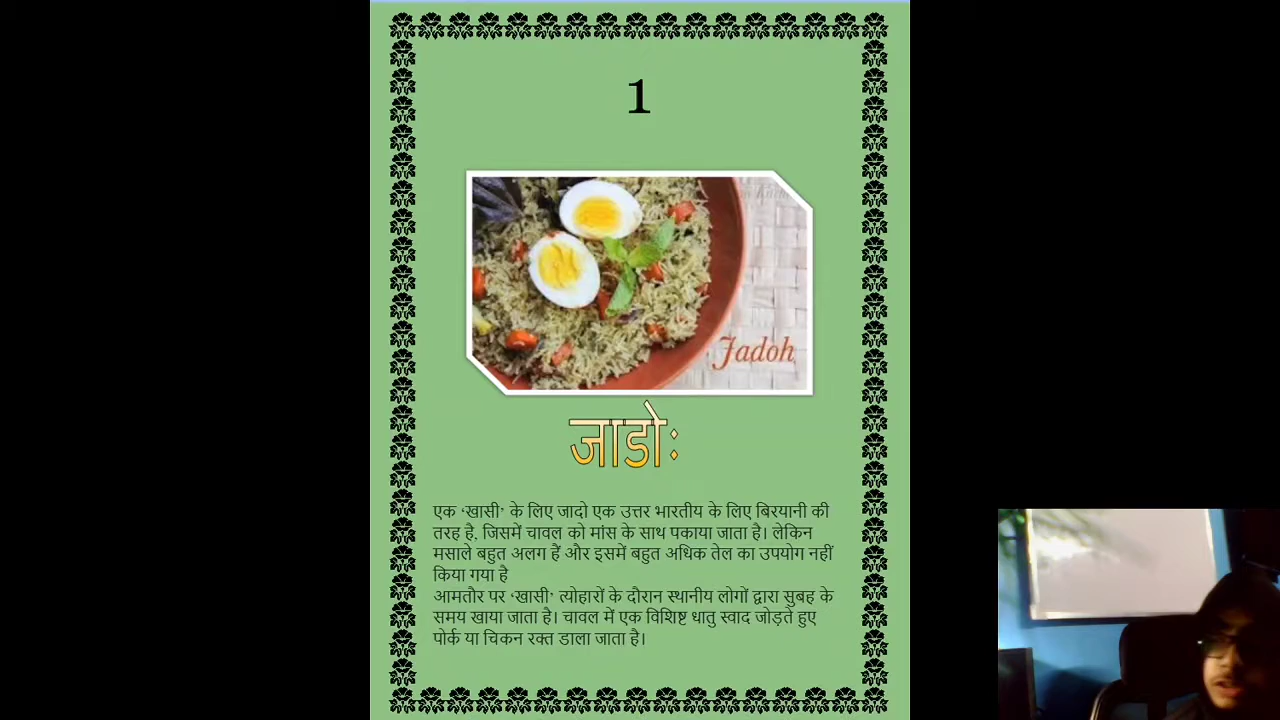 1
Jadoh
जाडोः
एक ‘खासी’ के लिए जादो एक उत्तर भारतीय के लिए बिरयानी की
तरह है, जिसमें चावल को मांस के साथ पकाया जाता है। लेकिन
मसाले बहुत अलग हैं और इसमें बहुत अधिक तेल का उपयोग नहीं
किया गया है
आमतौर पर ‘खासी’ त्योहारों के दौरान स्थानीय लोगों द्वारा सुबह के
समय खाया जाता है। चावल में एक विशिष्ट धातु स्वाद जोड़ते हुए
पोर्क या चिकन रक्त डाला जाता है।